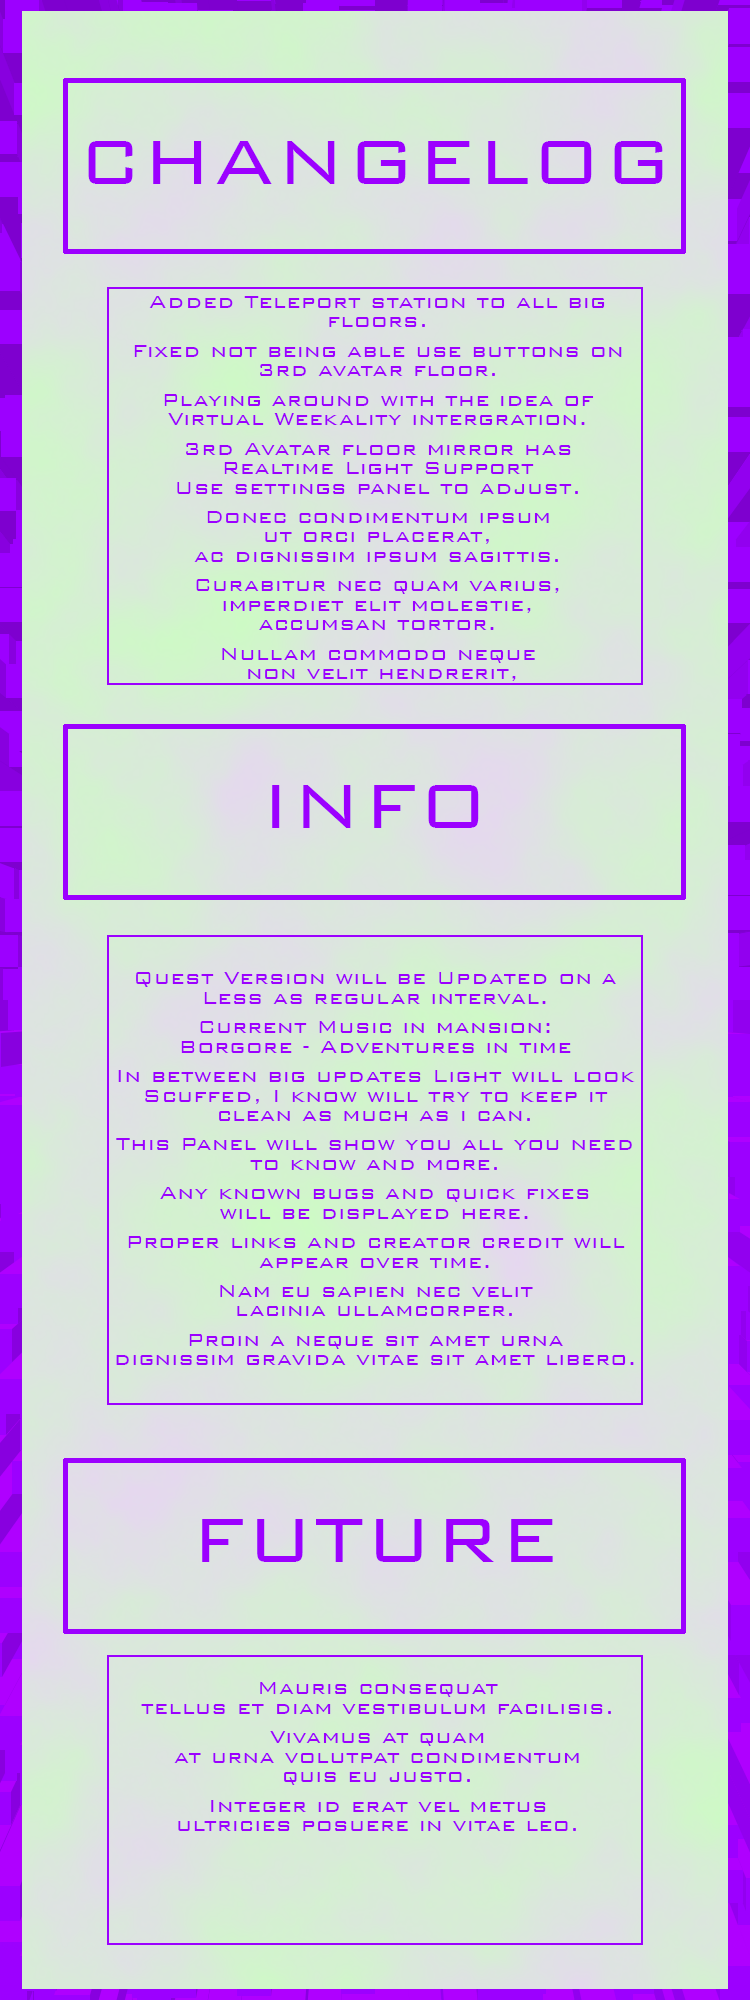 CHANGELOG
Added Teleport station to all big
floors.
Fixed not being able use buttons on
3rd avatar floor.
Playing around with the idea of
Virtual Weekality intergration.
3rd Avatar floor mirror has
Realtime Light Support
Use settings panel to adjust.
Donec condimentum ipsum
ut orci placerat,
ac dignissim ipsum sagittis.
Curabitur nec quam varius,
imperdiet elit molestie,
accumsan tortor.
Nullam commodo neque
non velit hendrerit,
INFO
Quest Version will be Updated on a
Less as regular interval.
Current Music in mansion:
Borgore - Adventures in time
In between big updates Light will look
Scuffed, I know will try to keep it
clean as much as i can.
This Panel will show you all you need
to know and more.
Any known bugs and quick fixes
will be displayed here.
Proper links and creator credit will
appear over time.
Nam eu sapien nec velit
lacinia ullamcorper.
Proin a neque sit amet urna
dignissim gravida vitae sit amet libero.
FUTURE
Mauris consequat
tellus et diam vestibulum facilisis.
Vivamus at quam
at urna volutpat condimentum
quis eu justo.
Integer id erat vel metus
ultricies posuere in vitae leo.